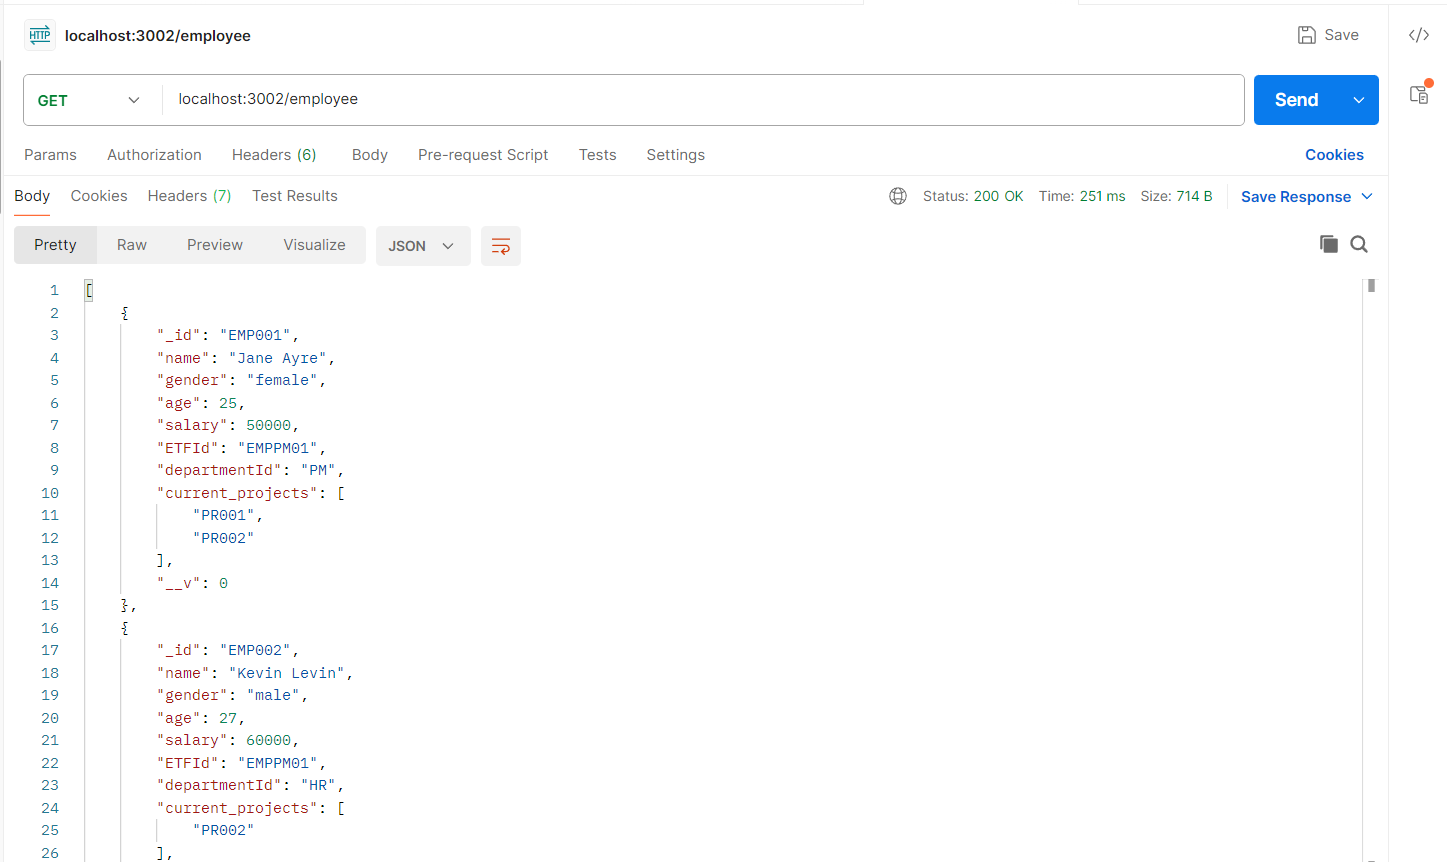 HTTP localhost:3002/employee Save </>
GET localhost:3002/employee Send
Params Authorization Headers (6) Body Pre-request Script Tests Settings Cookies
Body Cookies Headers (7) Test Results Status: 200 OK Time: 251 ms Size: 714 B Save Response
Pretty Raw Preview Visualize JSON
1 [
2 {
3 "_id": "EMP001",
4 "name": "Jane Ayre",
5 "gender": "female",
6 "age": 25,
7 "salary": 50000,
8 "ETFId": "EMPPM01",
9 "departmentId": "PM",
10 "current_projects": [
11 "PR001",
12 "PR002"
13 ],
14 "__v": 0
15 },
16 {
17 "_id": "EMP002",
18 "name": "Kevin Levin",
19 "gender": "male",
20 "age": 27,
21 "salary": 60000,
22 "ETFId": "EMPPM01",
23 "departmentId": "HR",
24 "current_projects": [
25 "PR002"
26 ],